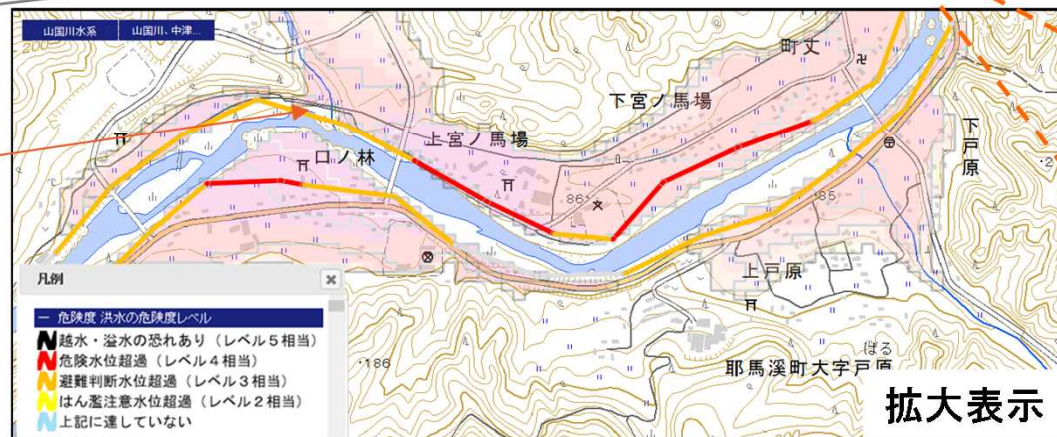 山国川水系
山国川、中津...
200
町丈
下宮ノ馬場
上宮ノ馬場
口ノ林
下戸原
86
85
上戸原
186
ぼる
耶馬溪町大字戸原
凡例
− 危険度 洪水の危険度レベル
越水・溢水の恐れあり（レベル５相当）
危険水位超過（レベル４相当）
避難判断水位超過（レベル３相当）
はん濫注意水位超過（レベル２相当）
上記に達していない
拡大表示